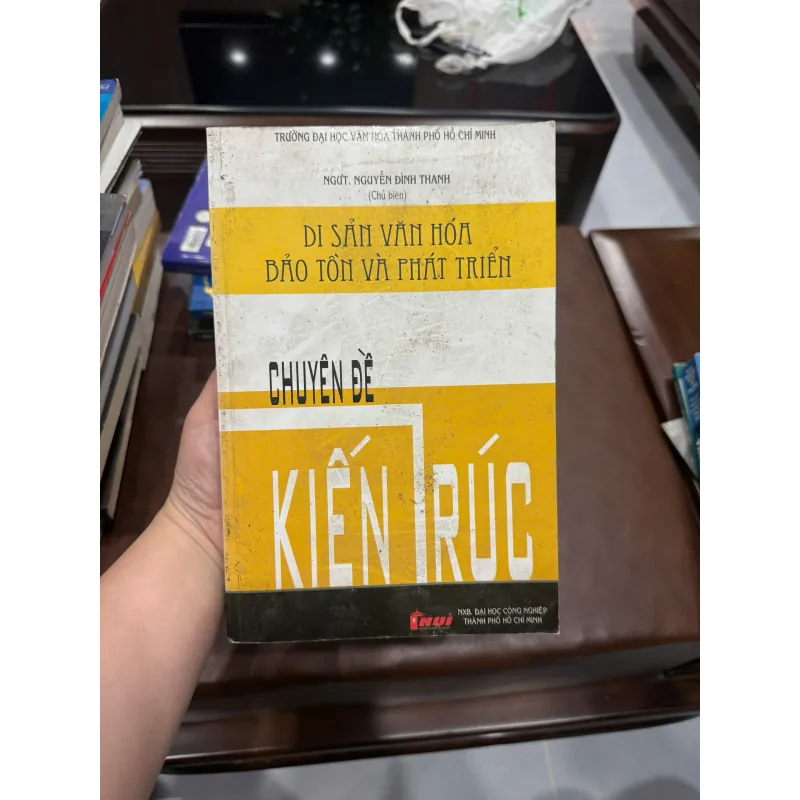 TRƯỜNG ĐẠI HỌC VĂN HÓA THÀNH PHỐ HỒ CHÍ MINH
NGƯT. NGUYỄN ĐÌNH THANH
(Chủ biên)
DI SẢN VĂN HÓA
BẢO TỒN VÀ PHÁT TRIỂN
CHUYÊN ĐỀ
KIẾN TRÚC
HUI
NXB. ĐẠI HỌC CÔNG NGHIỆP
THÀNH PHỐ HỒ CHÍ MINH